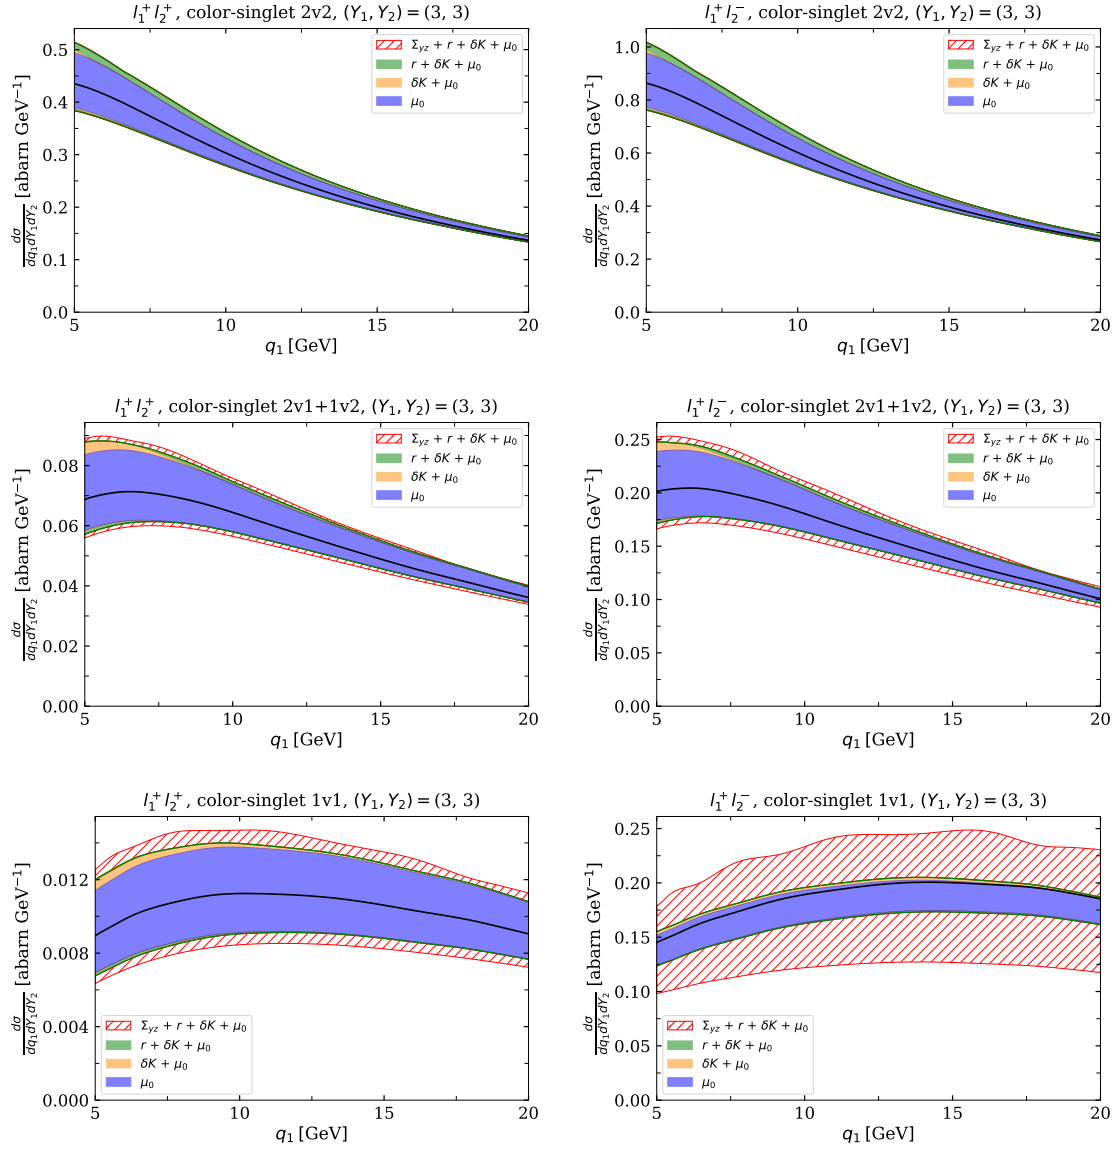 l₁⁺ l₂⁺, color-singlet 2v2, (Y₁, Y₂) = (3, 3)
dσ/dq₁dY₁dY₂ [abarn GeV⁻¹]
0.5
0.4
0.3
0.2
0.1
0.0
Σyz + r + δK + μ₀
r + δK + μ₀
δK + μ₀
μ₀
5 10 15 20
q₁ [GeV]
l₁⁺ l₂⁻, color-singlet 2v2, (Y₁, Y₂) = (3, 3)
dσ/dq₁dY₁dY₂ [abarn GeV⁻¹]
1.0
0.8
0.6
0.4
0.2
0.0
Σyz + r + δK + μ₀
r + δK + μ₀
δK + μ₀
μ₀
5 10 15 20
q₁ [GeV]
l₁⁺ l₂⁺, color-singlet 2v1+1v2, (Y₁, Y₂) = (3, 3)
dσ/dq₁dY₁dY₂ [abarn GeV⁻¹]
0.08
0.06
0.04
0.02
0.00
Σyz + r + δK + μ₀
r + δK + μ₀
δK + μ₀
μ₀
5 10 15 20
q₁ [GeV]
l₁⁺ l₂⁻, color-singlet 2v1+1v2, (Y₁, Y₂) = (3, 3)
dσ/dq₁dY₁dY₂ [abarn GeV⁻¹]
0.25
0.20
0.15
0.10
0.05
0.00
Σyz + r + δK + μ₀
r + δK + μ₀
δK + μ₀
μ₀
5 10 15 20
q₁ [GeV]
l₁⁺ l₂⁺, color-singlet 1v1, (Y₁, Y₂) = (3, 3)
dσ/dq₁dY₁dY₂ [abarn GeV⁻¹]
0.012
0.008
0.004
0.000
Σyz + r + δK + μ₀
r + δK + μ₀
δK + μ₀
μ₀
5 10 15 20
q₁ [GeV]
l₁⁺ l₂⁻, color-singlet 1v1, (Y₁, Y₂) = (3, 3)
dσ/dq₁dY₁dY₂ [abarn GeV⁻¹]
0.25
0.20
0.15
0.10
0.05
0.00
Σyz + r + δK + μ₀
r + δK + μ₀
δK + μ₀
μ₀
5 10 15 20
q₁ [GeV]